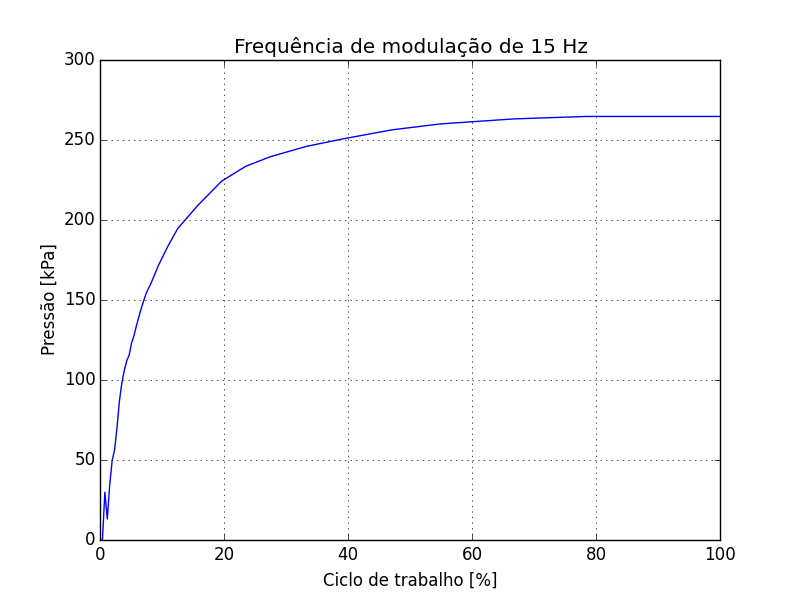 Frequência de modulação de 15 Hz
300
250
200
150
100
50
0
Pressão [kPa]
0 20 40 60 80 100
Ciclo de trabalho [%]